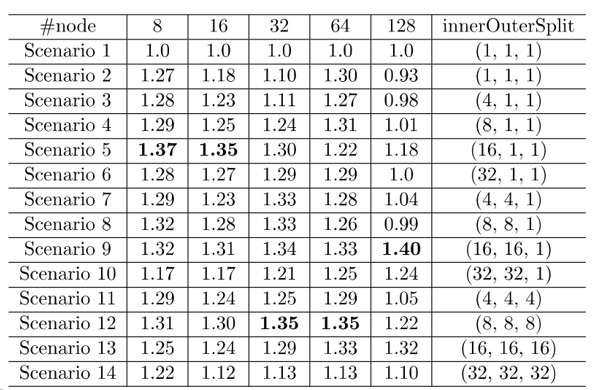 #node 8 16 32 64 128 innerOuterSplit
Scenario 1 1.0 1.0 1.0 1.0 1.0 (1, 1, 1)
Scenario 2 1.27 1.18 1.10 1.30 0.93 (1, 1, 1)
Scenario 3 1.28 1.23 1.11 1.27 0.98 (4, 1, 1)
Scenario 4 1.29 1.25 1.24 1.31 1.01 (8, 1, 1)
Scenario 5 1.37 1.35 1.30 1.22 1.18 (16, 1, 1)
Scenario 6 1.28 1.27 1.29 1.29 1.0 (32, 1, 1)
Scenario 7 1.29 1.23 1.33 1.28 1.04 (4, 4, 1)
Scenario 8 1.32 1.28 1.33 1.26 0.99 (8, 8, 1)
Scenario 9 1.32 1.31 1.34 1.33 1.40 (16, 16, 1)
Scenario 10 1.17 1.17 1.21 1.25 1.24 (32, 32, 1)
Scenario 11 1.29 1.24 1.25 1.29 1.05 (4, 4, 4)
Scenario 12 1.31 1.30 1.35 1.35 1.22 (8, 8, 8)
Scenario 13 1.25 1.24 1.29 1.33 1.32 (16, 16, 16)
Scenario 14 1.22 1.12 1.13 1.13 1.10 (32, 32, 32)